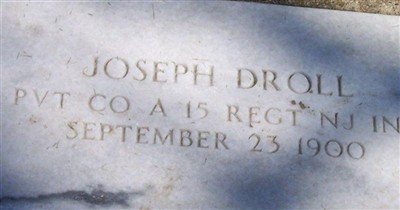 JOSEPH DROLL
PVT CO A 15 REGT NJ IN
SEPTEMBER 23 1900